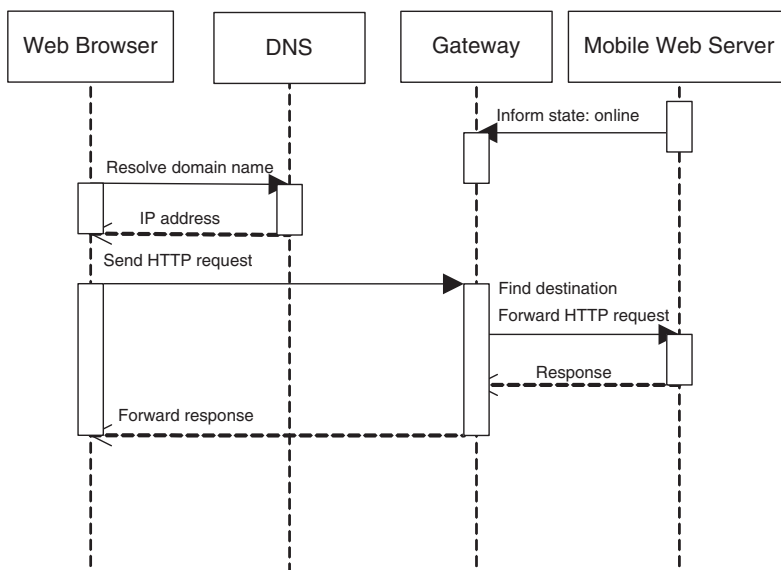 Web Browser
DNS
Gateway
Mobile Web Server
Inform state: online
Resolve domain name
IP address
Send HTTP request
Find destination
Forward HTTP request
Response
Forward response